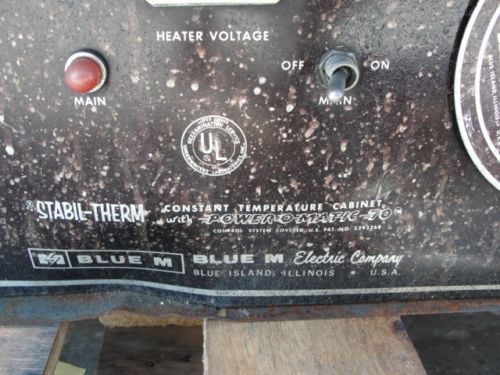 HEATER VOLTAGE
OFF ON
MAIN MAIN
UL
STABIL-THERM CONSTANT TEMPERATURE CABINET
with POWER-O-MATIC-70
CONTROL SYSTEM COVERED, U.S. PAT. NO.
BLUE M BLUE M Electric Company
BLUE ISLAND, ILLINOIS • U.S.A.